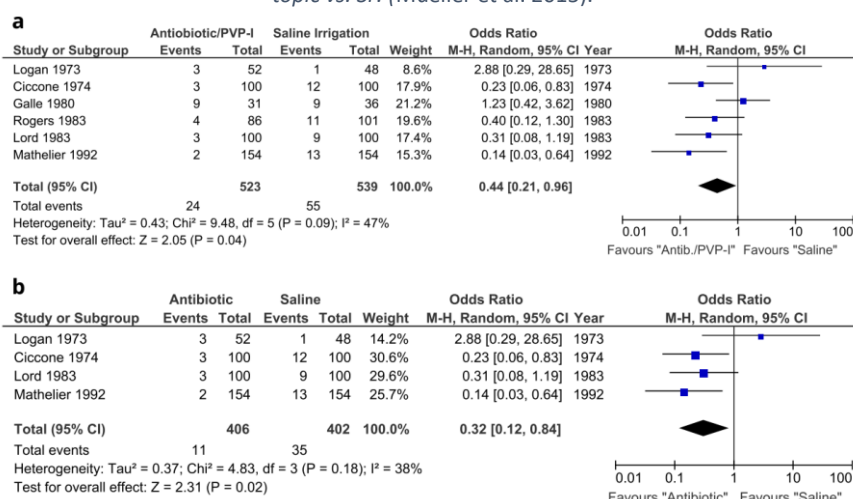 topic vs. SP. (Mueller et al. 2015).
a
Antibiotic/PVP-I Saline Irrigation Odds Ratio Odds Ratio
Study or Subgroup Events Total Events Total Weight M-H, Random, 95% CI Year M-H, Random, 95% CI
Logan 1973 3 52 1 48 8.6% 2.88 [0.29, 28.65] 1973
Ciccone 1974 3 100 12 100 17.9% 0.23 [0.06, 0.83] 1974
Galle 1980 9 31 9 36 21.2% 1.23 [0.42, 3.62] 1980
Rogers 1983 4 86 11 101 19.6% 0.40 [0.12, 1.30] 1983
Lord 1983 3 100 9 100 17.4% 0.31 [0.08, 1.19] 1983
Mathelier 1992 2 154 13 154 15.3% 0.14 [0.03, 0.64] 1992
Total (95% CI) 523 539 100.0% 0.44 [0.21, 0.96]
Total events 24 55
Heterogeneity: Tau² = 0.43; Chi² = 9.48, df = 5 (P = 0.09); I² = 47%
Test for overall effect: Z = 2.05 (P = 0.04)
0.01 0.1 1 10 100
Favours "Antib./PVP-I" Favours "Saline"
b
Antibiotic Saline Odds Ratio Odds Ratio
Study or Subgroup Events Total Events Total Weight M-H, Random, 95% CI Year M-H, Random, 95% CI
Logan 1973 3 52 1 48 14.2% 2.88 [0.29, 28.65] 1973
Ciccone 1974 3 100 12 100 30.6% 0.23 [0.06, 0.83] 1974
Lord 1983 3 100 9 100 29.6% 0.31 [0.08, 1.19] 1983
Mathelier 1992 2 154 13 154 25.7% 0.14 [0.03, 0.64] 1992
Total (95% CI) 406 402 100.0% 0.32 [0.12, 0.84]
Total events 11 35
Heterogeneity: Tau² = 0.37; Chi² = 4.83, df = 3 (P = 0.18); I² = 38%
Test for overall effect: Z = 2.31 (P = 0.02)
0.01 0.1 1 10 100
Favours "Antibiotic" Favours "Saline"